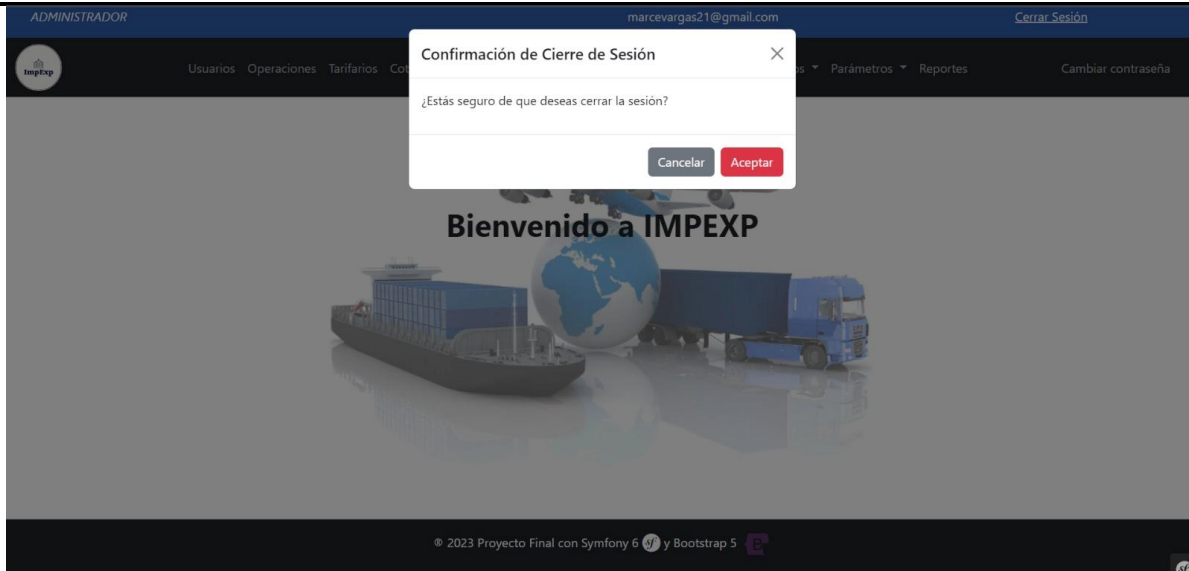 ADMINISTRADOR marcevargas21@gmail.com Cerrar Sesión
Confirmación de Cierre de Sesión
ImpExp Usuarios Operaciones Tarifarios Parámetros Reportes Cambiar contraseña
¿Estás seguro de que deseas cerrar la sesión?
Cancelar Aceptar
Bienvenido a IMPEXP
® 2023 Proyecto Final con Symfony 6 sf y Bootstrap 5 B